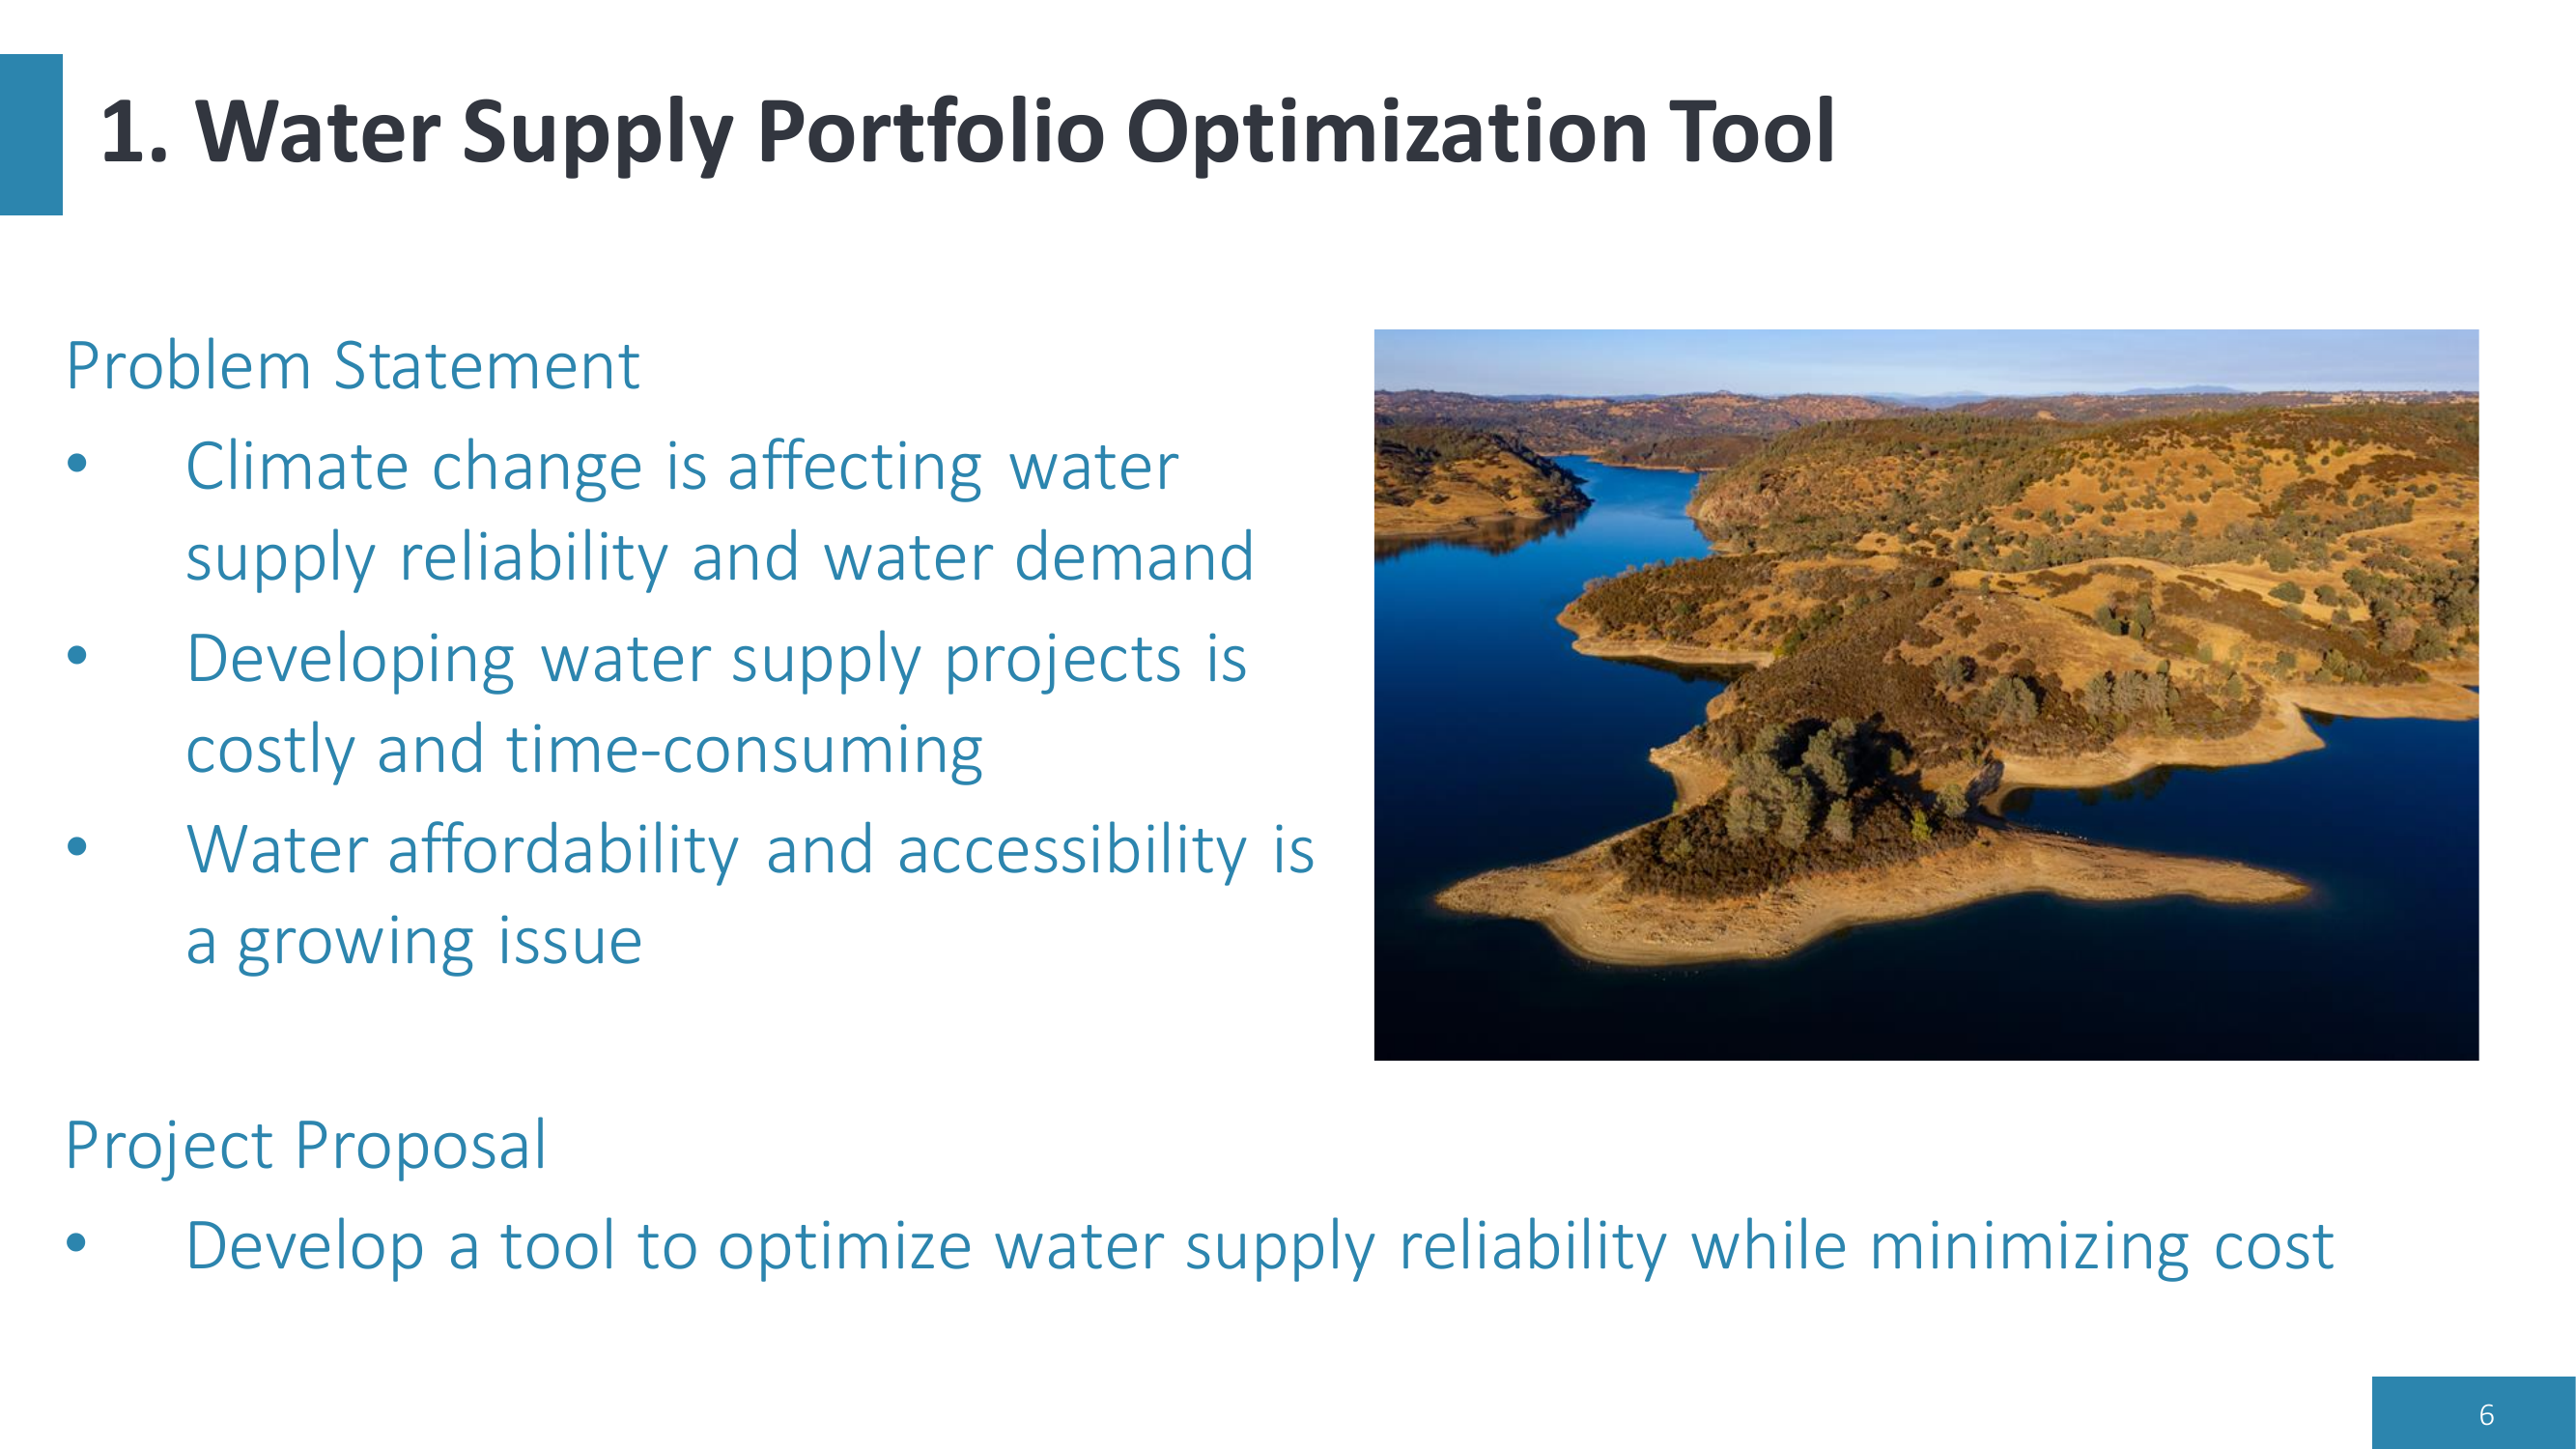 1. Water Supply Portfolio Optimization Tool
Problem Statement
• Climate change is affecting water
supply reliability and water demand
• Developing water supply projects is
costly and time-consuming
• Water affordability and accessibility is
a growing issue
Project Proposal
• Develop a tool to optimize water supply reliability while minimizing cost
6